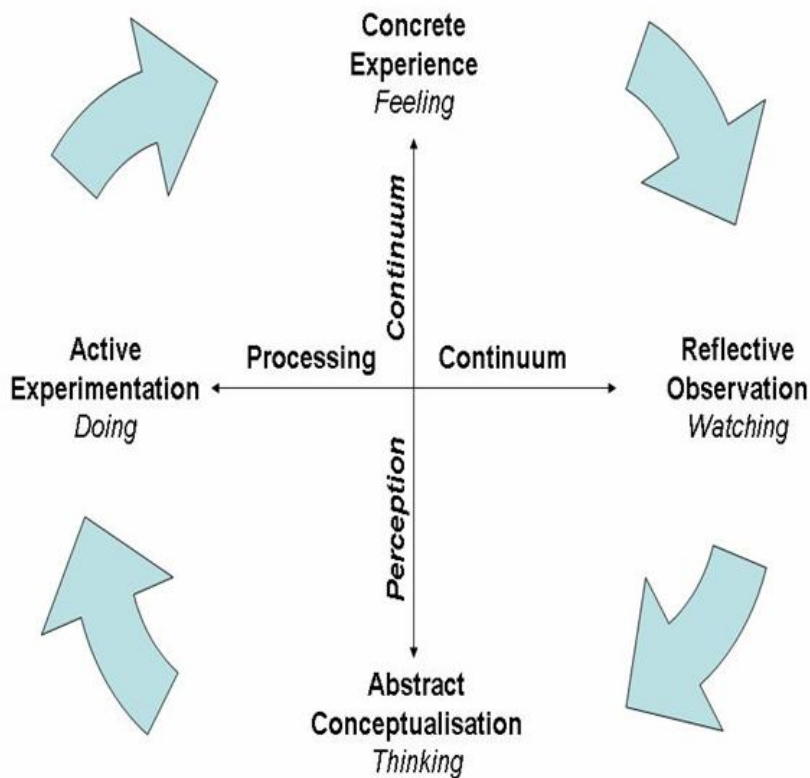 Concrete
Experience
Feeling
Continuum
Active
Experimentation
Doing
Processing
Continuum
Reflective
Observation
Watching
Perception
Abstract
Conceptualisation
Thinking